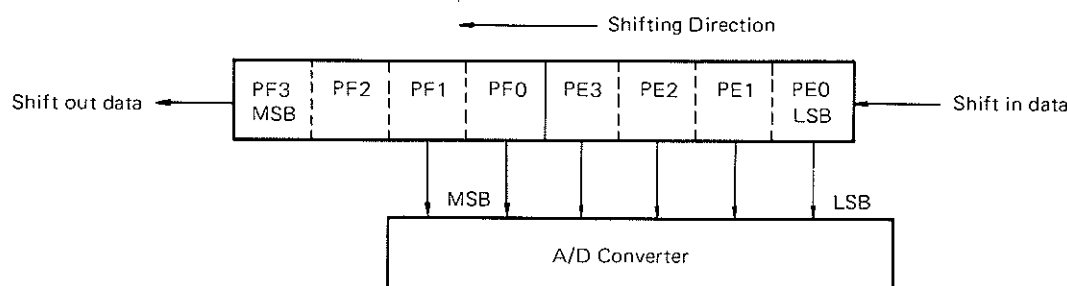 Shifting Direction
PF3 PF2 PF1 PF0 PE3 PE2 PE1 PE0
Shift out data MSB LSB Shift in data
MSB LSB
A/D Converter